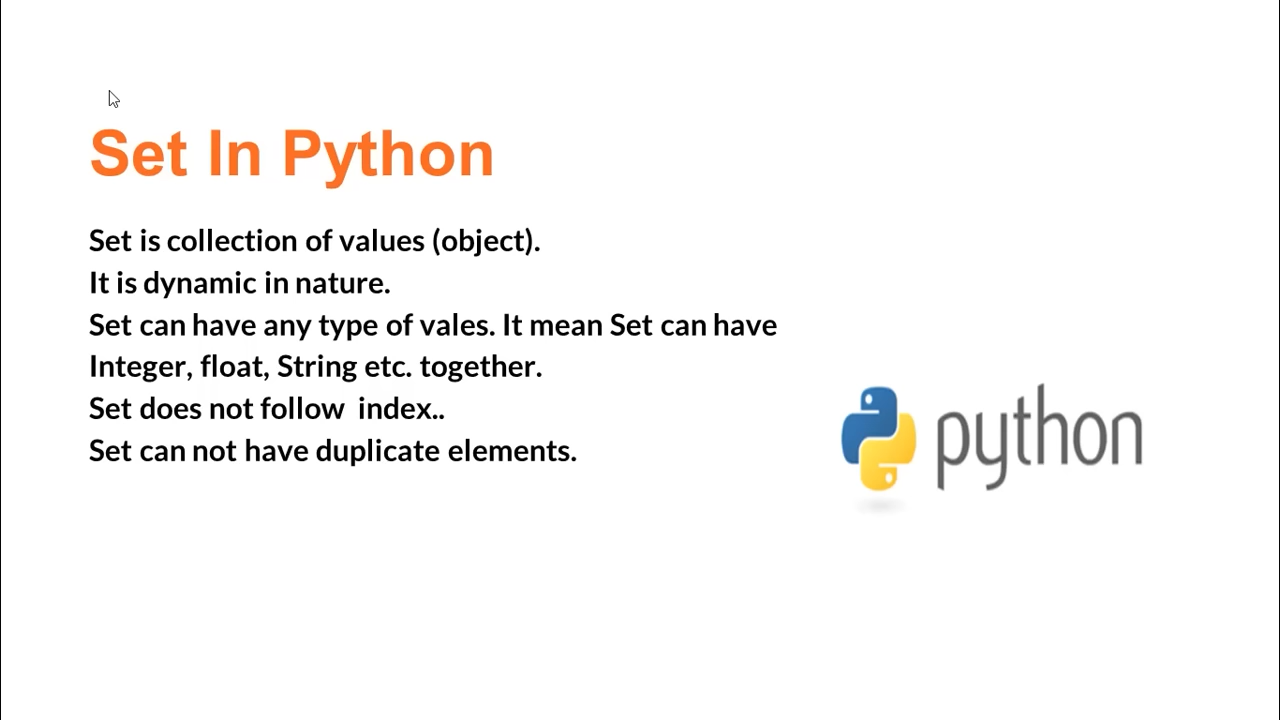 Set In Python
Set is collection of values (object).
It is dynamic in nature.
Set can have any type of vales. It mean Set can have
Integer, float, String etc. together.
Set does not follow  index..
Set can not have duplicate elements.
python